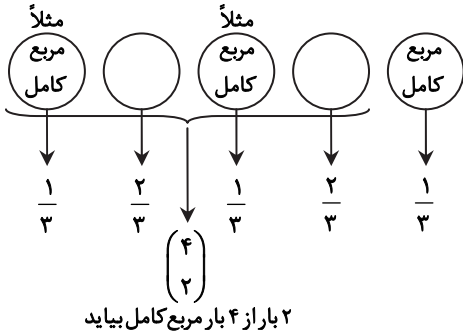 مثلاً مثلاً
مربع کامل مربع کامل مربع کامل
۱/۳ ۲/۳ ۱/۳ ۲/۳ ۱/۳
(۴
۲)
۲ بار از ۴ بار مربع کامل بیاید